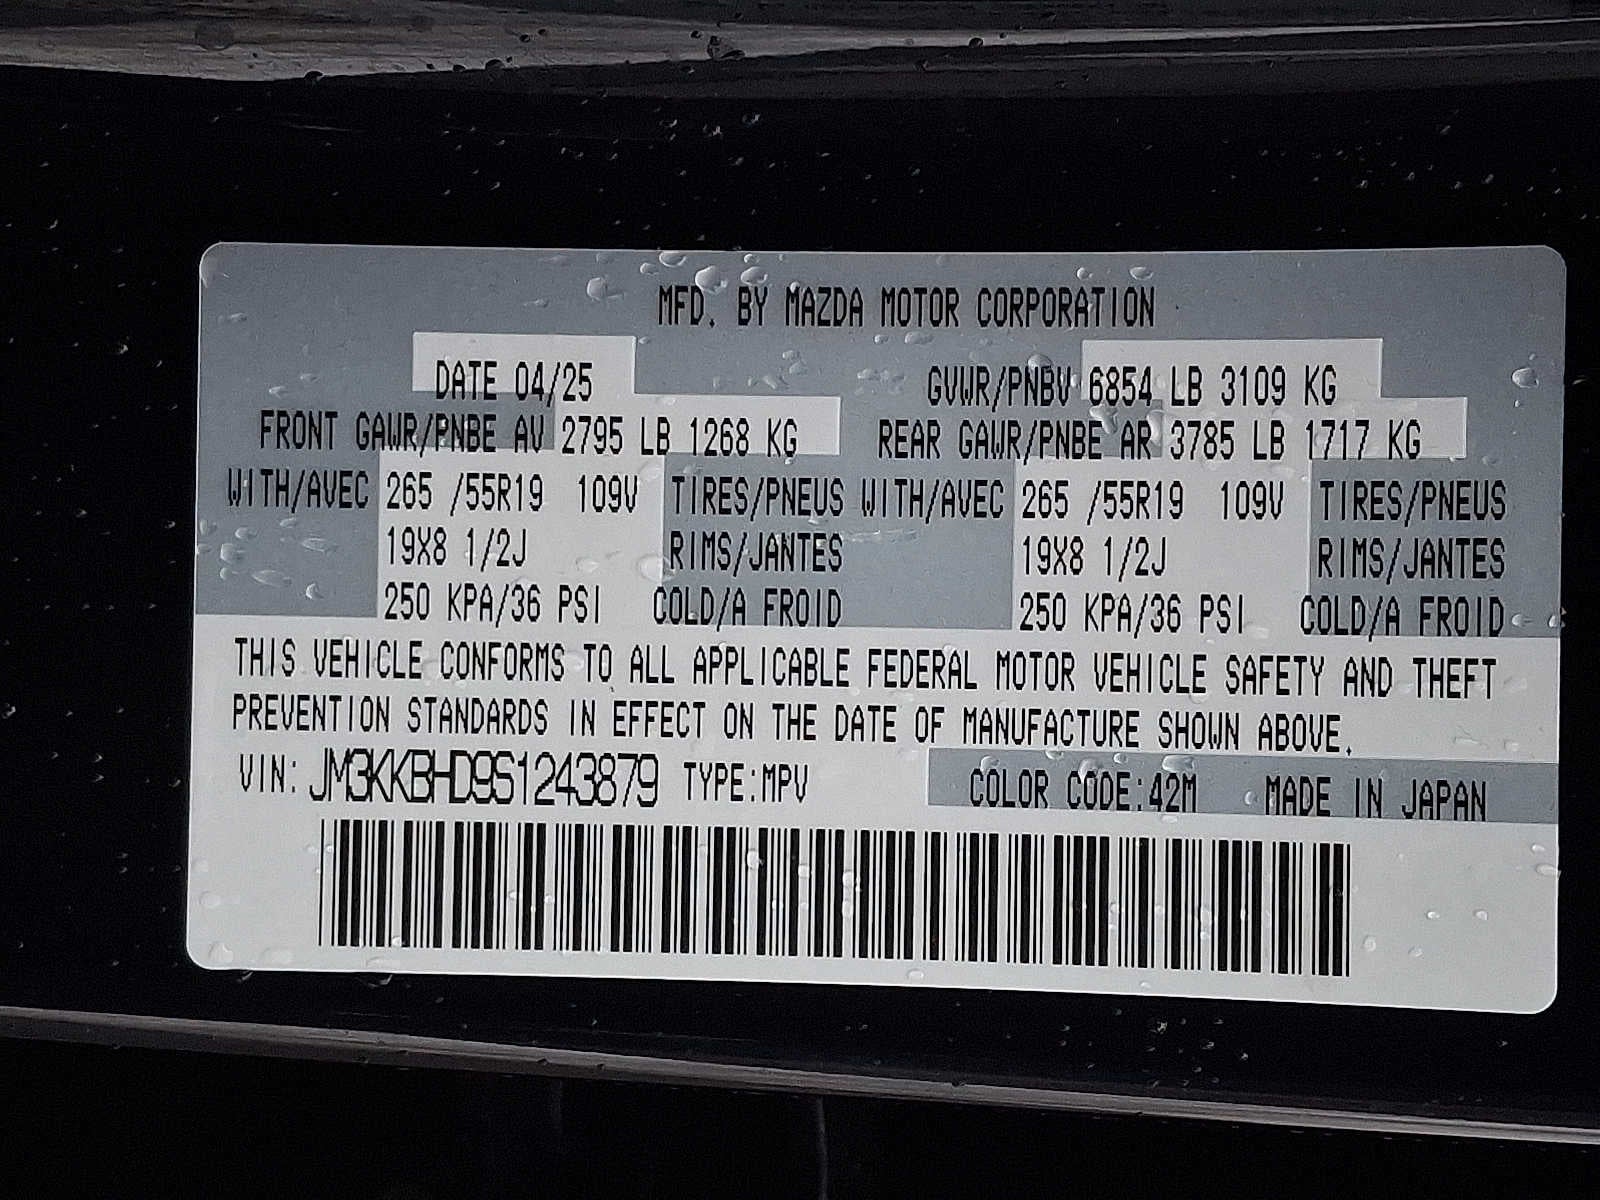 MFD. BY MAZDA MOTOR CORPORATION
DATE 04/25 GVWR/PNBV 6854 LB 3109 KG
FRONT GAWR/PNBE AV 2795 LB 1268 KG REAR GAWR/PNBE AR 3785 LB 1717 KG
WITH/AVEC 265 /55R19 109V TIRES/PNEUS WITH/AVEC 265 /55R19 109V TIRES/PNEUS
19X8 1/2J RIMS/JANTES 19X8 1/2J RIMS/JANTES
250 KPA/36 PSI COLD/A FROID 250 KPA/36 PSI COLD/A FROID
THIS VEHICLE CONFORMS TO ALL APPLICABLE FEDERAL MOTOR VEHICLE SAFETY AND THEFT
PREVENTION STANDARDS IN EFFECT ON THE DATE OF MANUFACTURE SHOWN ABOVE.
VIN: JM3KKBHD9S1243879 TYPE:MPV COLOR CODE:42M MADE IN JAPAN